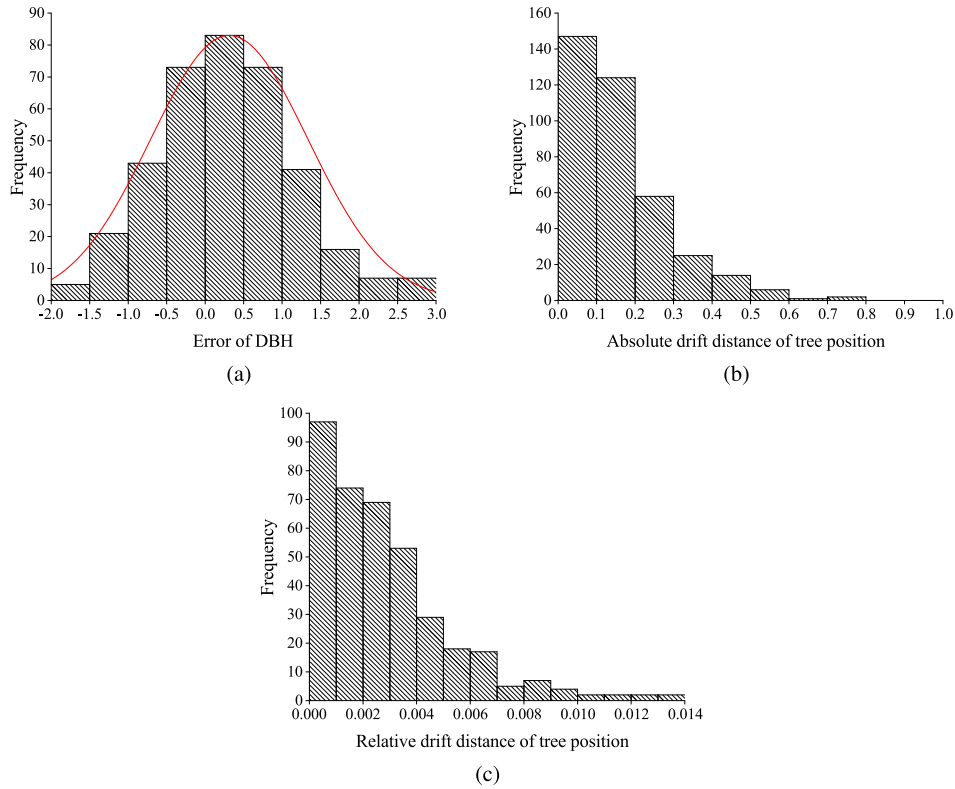 90
80
70
60
50
40
30
20
10
0
Frequency
-2.0 -1.5 -1.0 -0.5 0.0 0.5 1.0 1.5 2.0 2.5 3.0
Error of DBH
(a)
160
140
120
100
80
60
40
20
0
Frequency
0.0 0.1 0.2 0.3 0.4 0.5 0.6 0.7 0.8 0.9 1.0
Absolute drift distance of tree position
(b)
100
90
80
70
60
50
40
30
20
10
0
Frequency
0.000 0.002 0.004 0.006 0.008 0.010 0.012 0.014
Relative drift distance of tree position
(c)